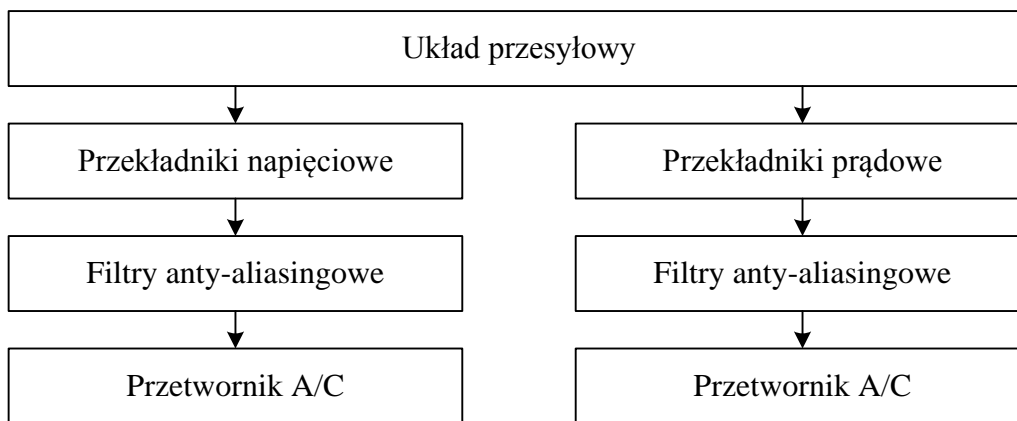 Układ przesyłowy
Przekładniki napięciowe
Przekładniki prądowe
Filtry anty-aliasingowe
Filtry anty-aliasingowe
Przetwornik A/C
Przetwornik A/C